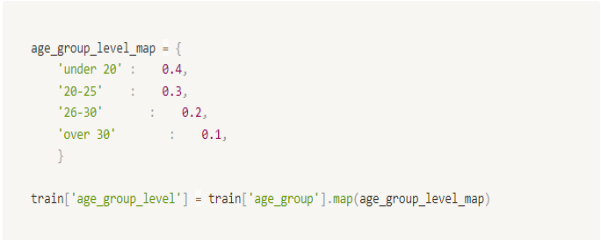 age_group_level_map = {
    'under 20' :    0.4,
    '20-25'    :    0.3,
    '26-30'       :    0.2,
    'over 30'        :    0.1,
    }
train['age_group_level'] = train['age_group'].map(age_group_level_map)